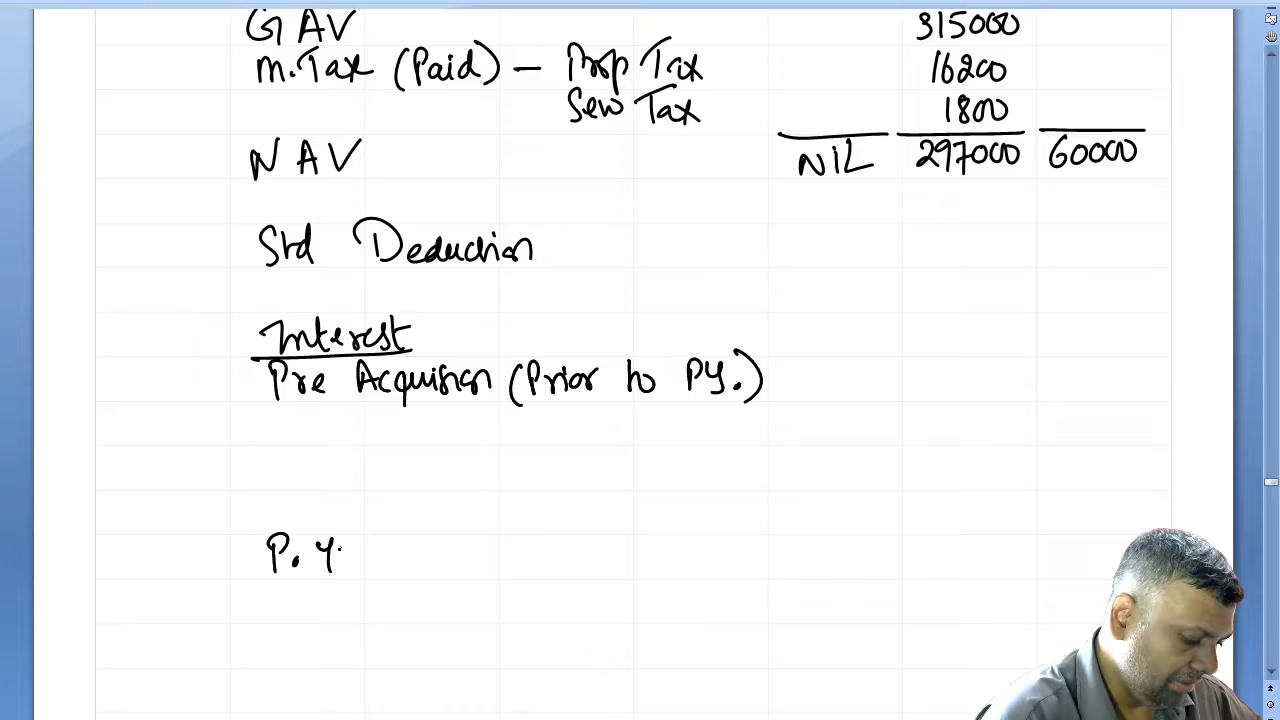 GAV 315000
M. Tax (Paid) - Prop Tax 16200
Sew Tax 1800
NAV NIL 297000 60000
Std Deduction
Interest
Pre Acquisition (Prior to PY.)
P. Y.